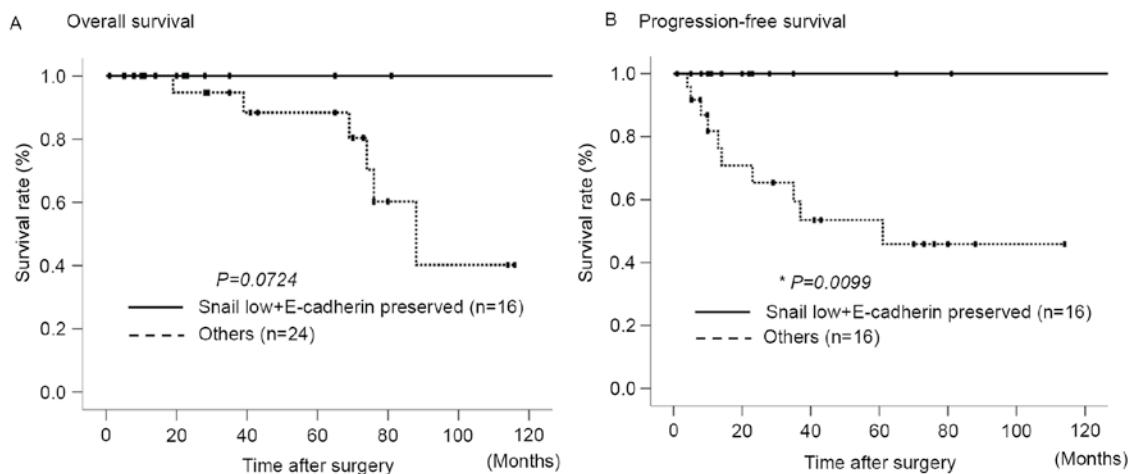 A Overall survival
Survival rate (%)
1.0
0.8
0.6
0.4
0.2
0.0
P=0.0724
Snail low+E-cadherin preserved (n=16)
Others (n=24)
0 20 40 60 80 100 120
Time after surgery (Months)
B Progression-free survival
Survival rate (%)
1.0
0.8
0.6
0.4
0.2
0.0
* P=0.0099
Snail low+E-cadherin preserved (n=16)
Others (n=16)
0 20 40 60 80 100 120
Time after surgery (Months)